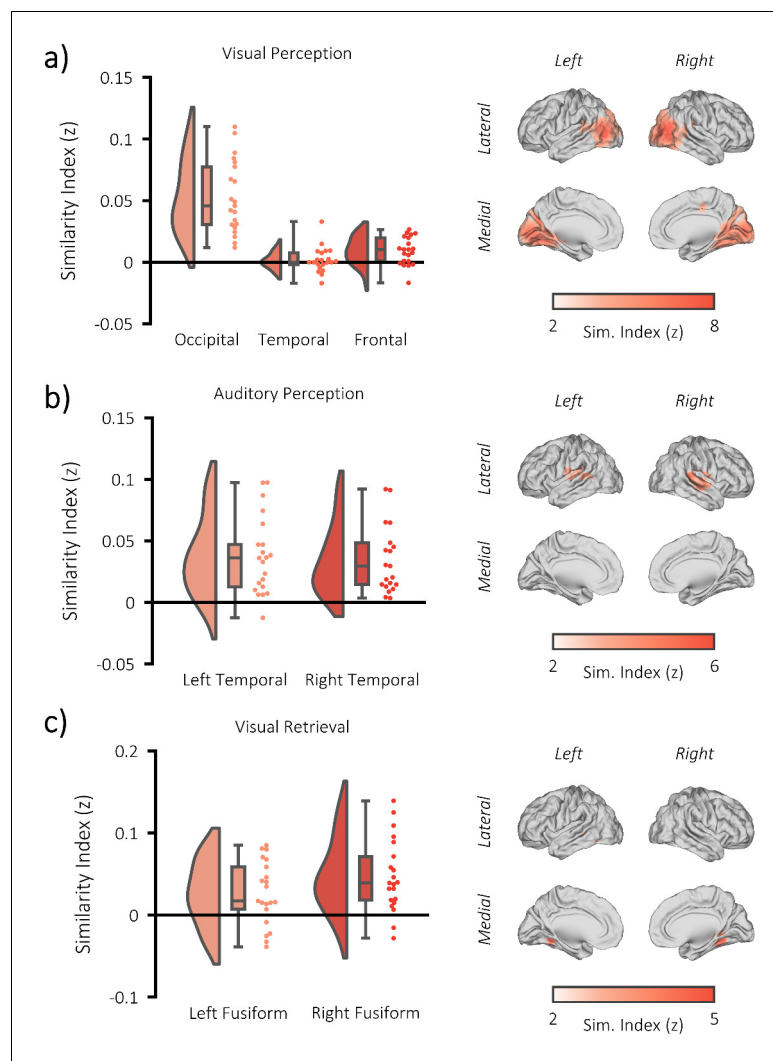 a)
Visual Perception
Similarity Index (z)
0.15
0.1
0.05
0
-0.05
Occipital Temporal Frontal
Left Right
Lateral
Medial
2 8
Sim. Index (z)
b)
Auditory Perception
Similarity Index (z)
0.15
0.1
0.05
0
-0.05
Left Temporal Right Temporal
Left Right
Lateral
Medial
2 6
Sim. Index (z)
c)
Visual Retrieval
Similarity Index (z)
0.2
0.1
0
-0.1
Left Fusiform Right Fusiform
Left Right
Lateral
Medial
2 5
Sim. Index (z)